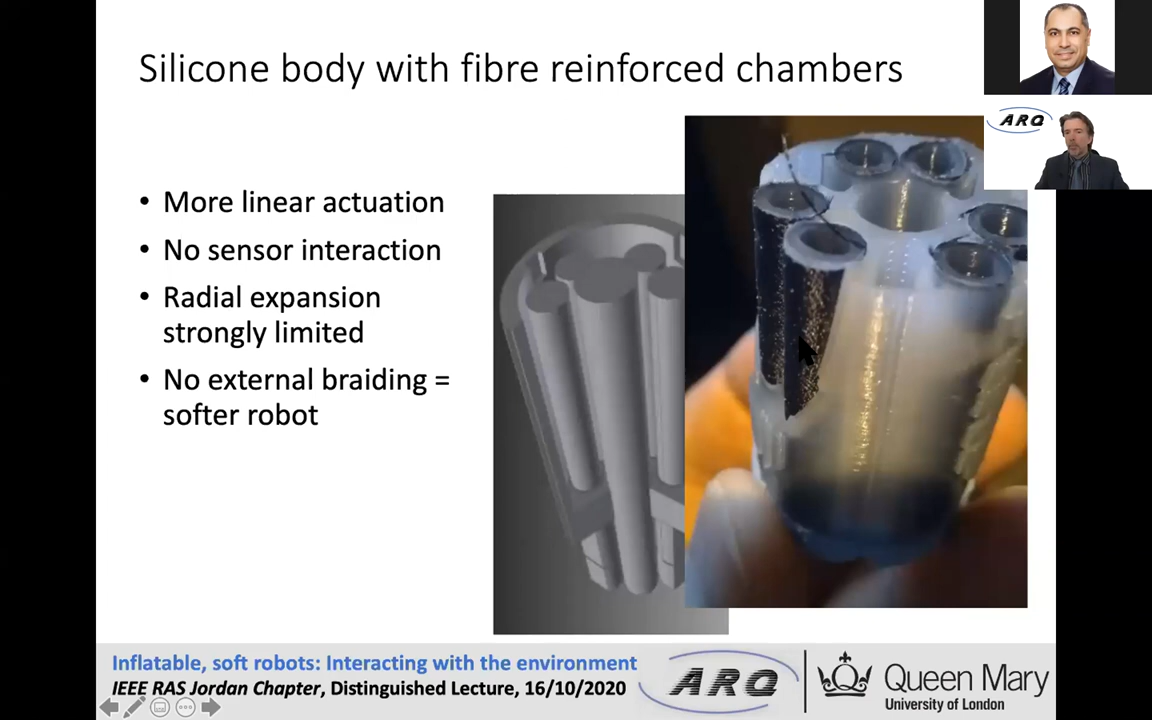 Silicone body with fibre reinforced chambers
ARQ
• More linear actuation
• No sensor interaction
• Radial expansion
strongly limited
• No external braiding =
softer robot
Inflatable, soft robots: Interacting with the environment
IEEE RAS Jordan Chapter, Distinguished Lecture, 16/10/2020
ARQ
Queen Mary
University of London